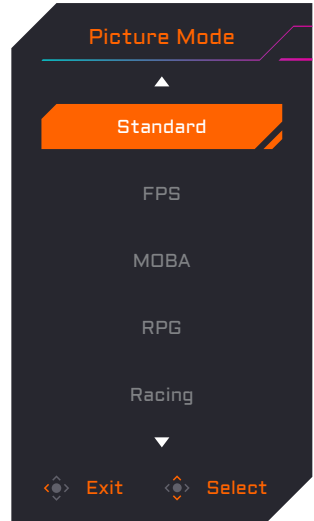 Picture Mode
Standard
FPS
MOBA
RPG
Racing
Exit Select